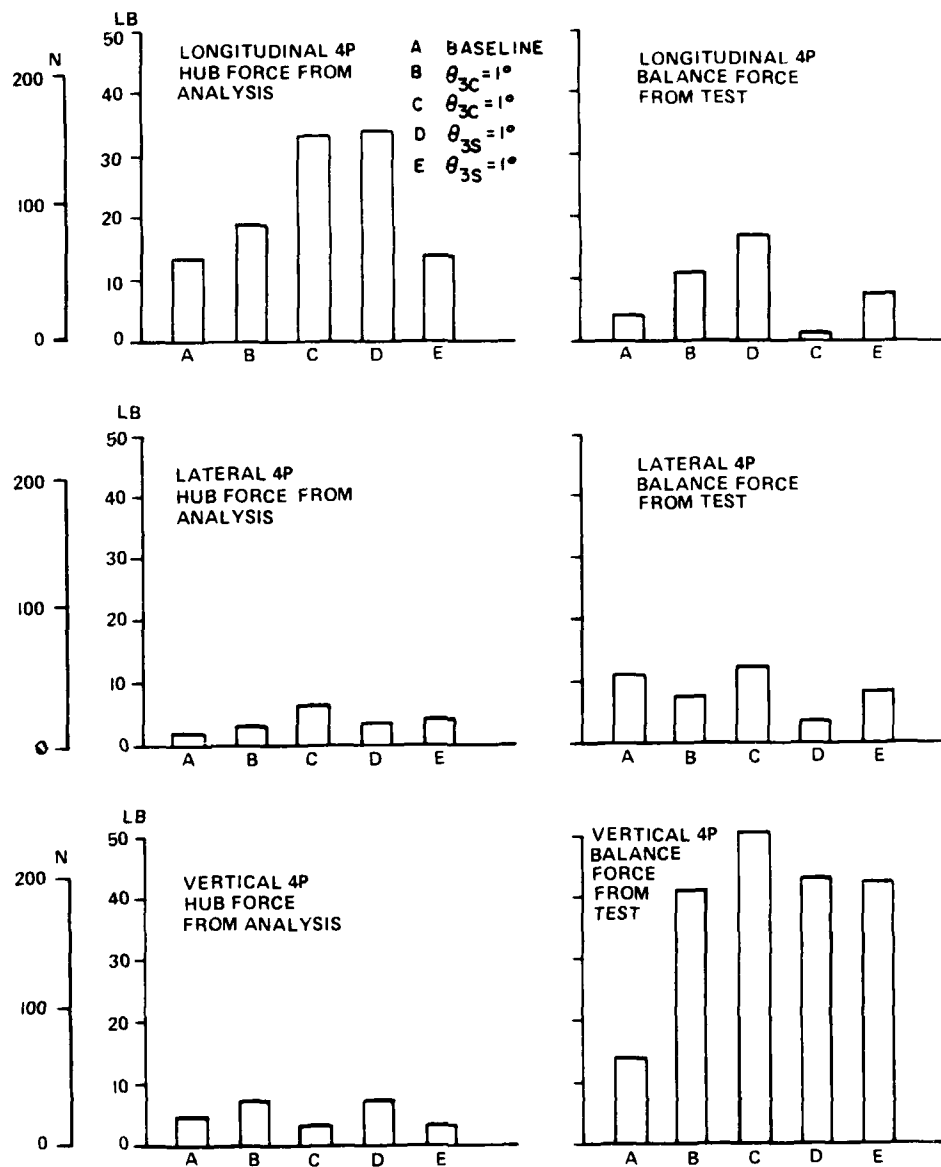 LB
N
50
40
30
20
10
0
200
100
0
LONGITUDINAL 4P
HUB FORCE FROM
ANALYSIS
A BASELINE
B θ3C = 1°
C θ3C = 1°
D θ3S = 1°
E θ3S = 1°
A B C D E
LONGITUDINAL 4P
BALANCE FORCE
FROM TEST
A B D C E
LB
N
50
40
30
20
10
0
200
100
0
LATERAL 4P
HUB FORCE FROM
ANALYSIS
A B C D E
LATERAL 4P
BALANCE FORCE
FROM TEST
A B C D E
LB
N
50
40
30
20
10
0
200
100
0
VERTICAL 4P
HUB FORCE
FROM ANALYSIS
A B C D E
VERTICAL 4P
BALANCE
FORCE
FROM
TEST
A B C D E